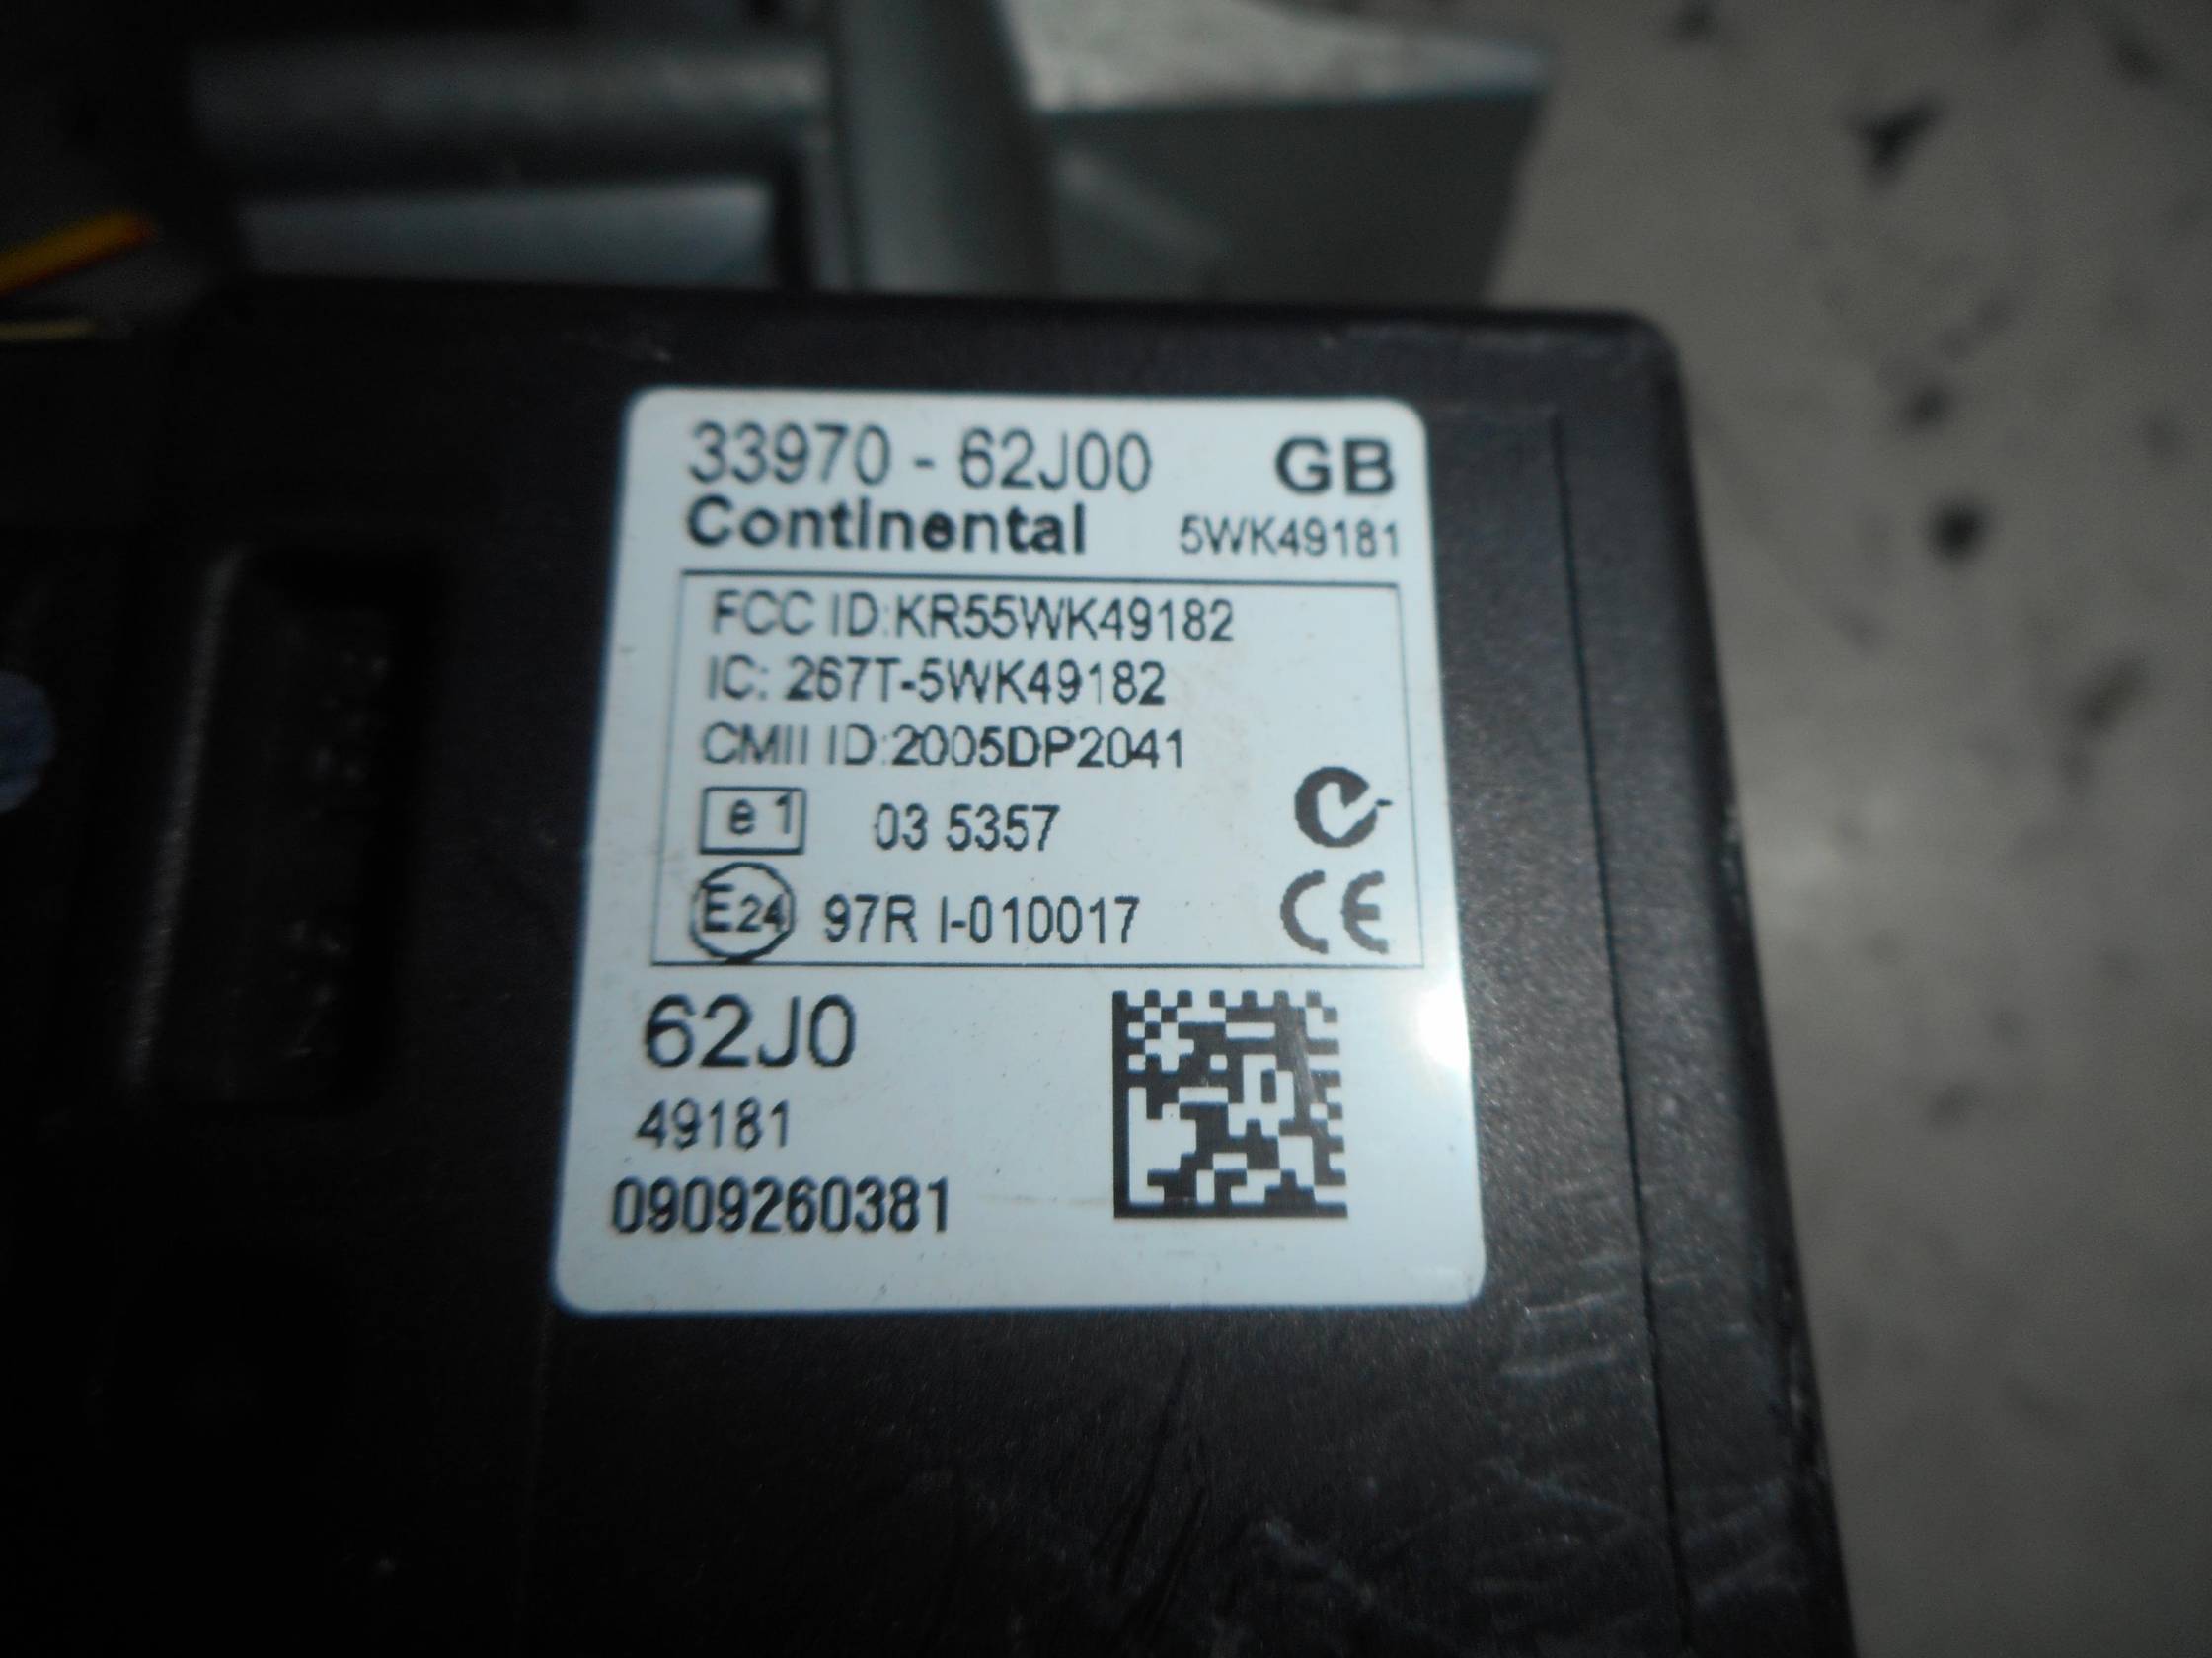 33970 - 62J00 GB
Continental 5WK49181
FCC ID:KR55WK49182
IC: 267T-5WK49182
CMII ID:2005DP2041
e1 03 5357
E24 97R I-010017 CE
62J0
49181
0909260381